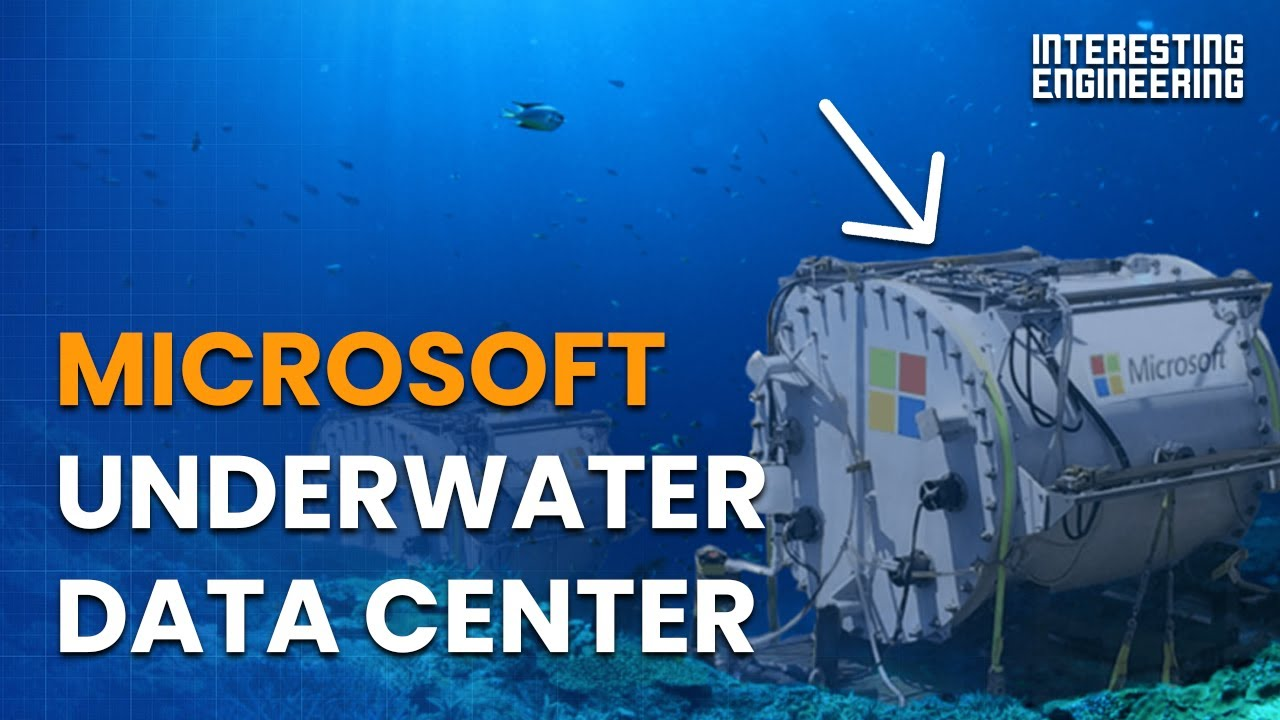 INTERESTING
ENGINEERING
Microsoft
MICROSOFT
UNDERWATER
DATA CENTER